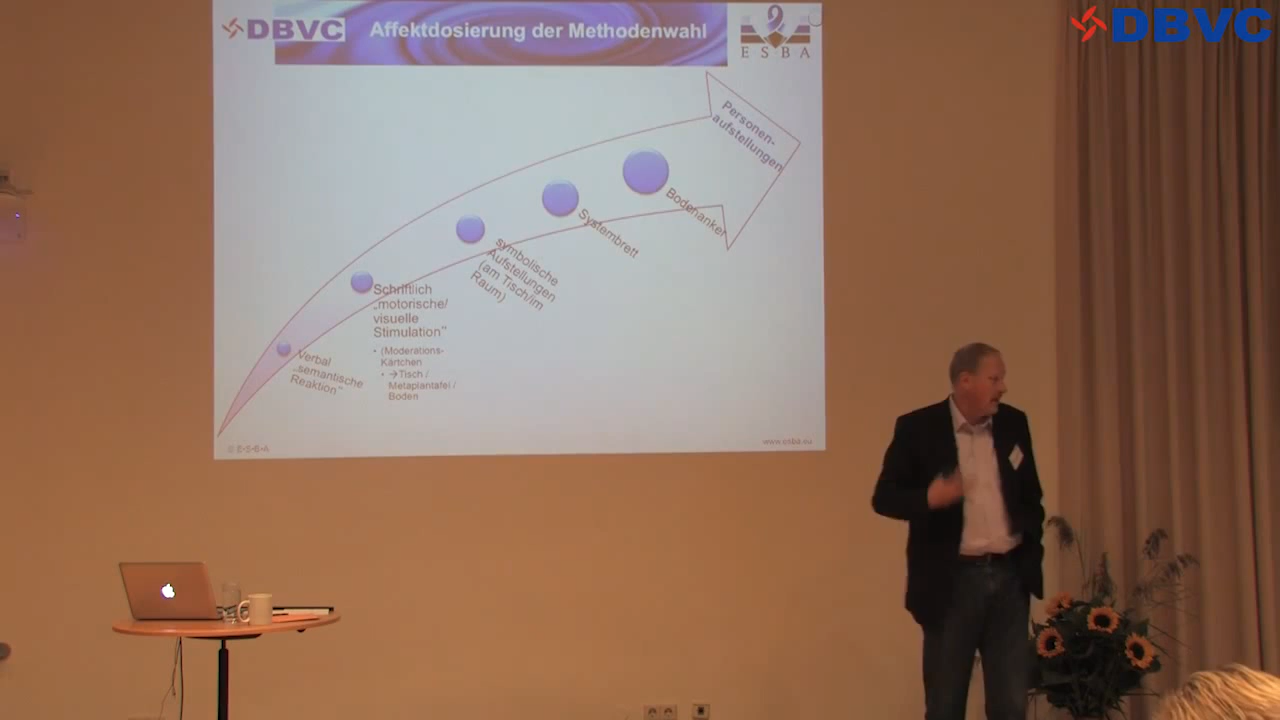 DBVC
Affektdosierung der Methodenwahl
ESBA
DBVC
Personen-
aufstellungen
Bodenanker
Systembrett
symbolische
Aufstellungen
(am Tisch/im
Raum)
Schriftlich
„motorische/
visuelle
Stimulation"
• (Moderations-
Kärtchen
• →Tisch /
Metaplantafel /
Boden
Verbal
„semantische
Reaktion"
© E-S-B-A
www.esba.eu